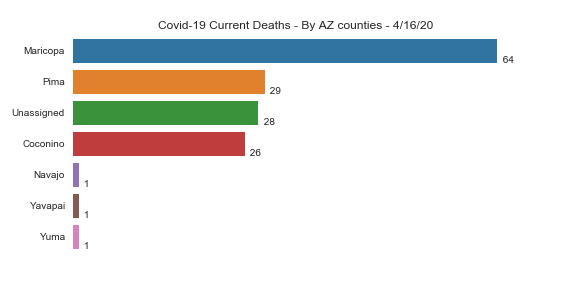 Covid-19 Current Deaths - By AZ counties - 4/16/20
Maricopa 64
Pima 29
Unassigned 28
Coconino 26
Navajo 1
Yavapai 1
Yuma 1